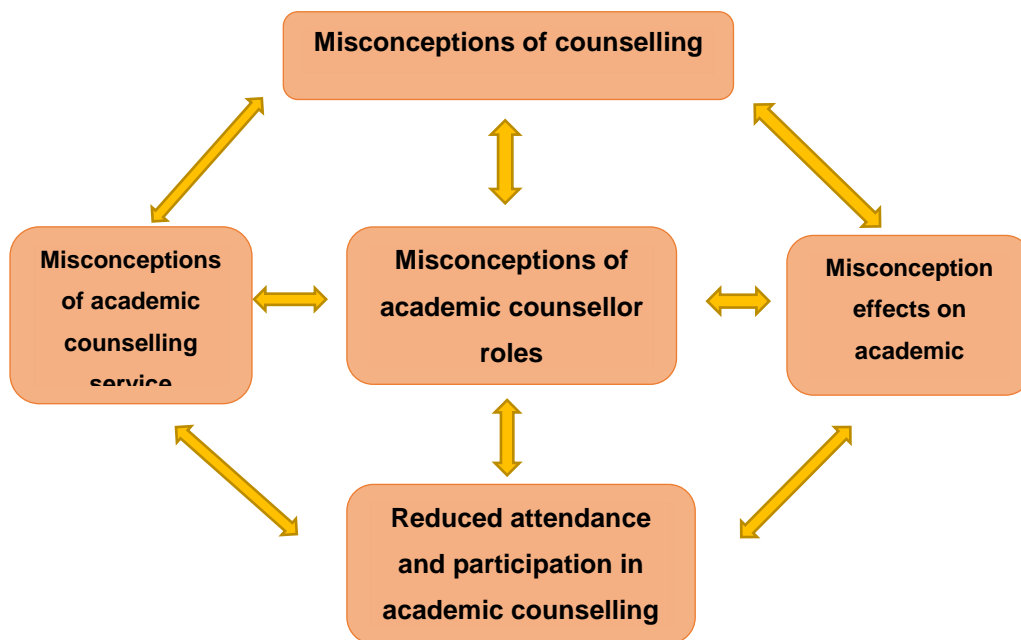 Misconceptions of counselling
Misconceptions
of academic
counselling
service
Misconceptions of
academic counsellor
roles
Misconception
effects on
academic
Reduced attendance
and participation in
academic counselling